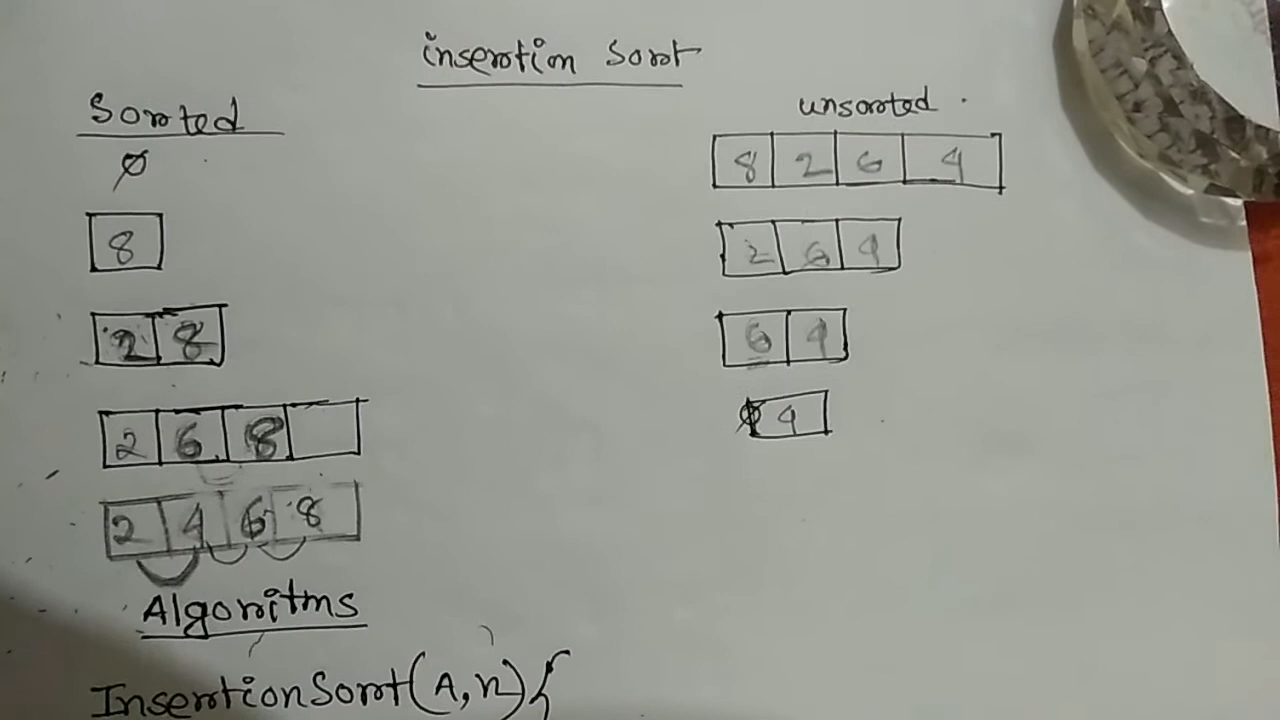 insertion sort
Sorted
unsorted
φ
8 2 6 4
8
2 6 4
2 8
6 4
2 6 8
4
2 4 6 8
Algoritms
InsertionSort(A,n){